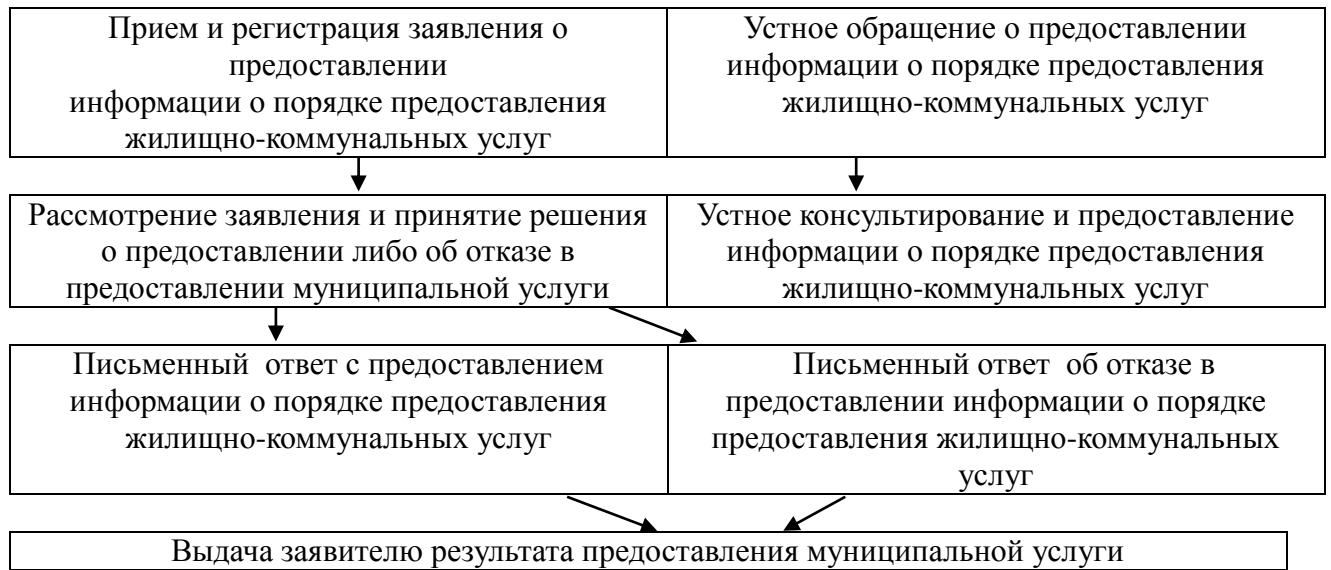 Прием и регистрация заявления о
предоставлении
информации о порядке предоставления
жилищно-коммунальных услуг
Устное обращение о предоставлении
информации о порядке предоставления
жилищно-коммунальных услуг
Рассмотрение заявления и принятие решения
о предоставлении либо об отказе в
предоставлении муниципальной услуги
Устное консультирование и предоставление
информации о порядке предоставления
жилищно-коммунальных услуг
Письменный  ответ с предоставлением
информации о порядке предоставления
жилищно-коммунальных услуг
Письменный ответ  об отказе в
предоставлении информации о порядке
предоставления жилищно-коммунальных
услуг
Выдача заявителю результата предоставления муниципальной услуги